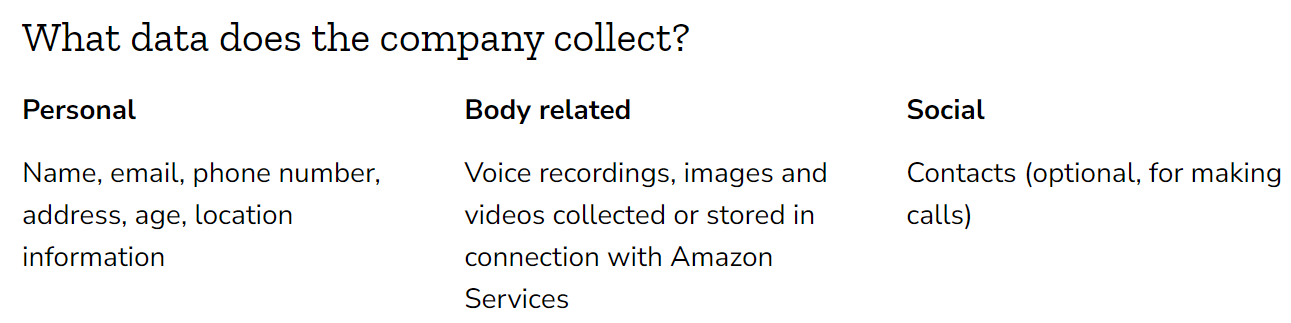 What data does the company collect?
Personal
Name, email, phone number,
address, age, location
information
Body related
Voice recordings, images and
videos collected or stored in
connection with Amazon
Services
Social
Contacts (optional, for making
calls)